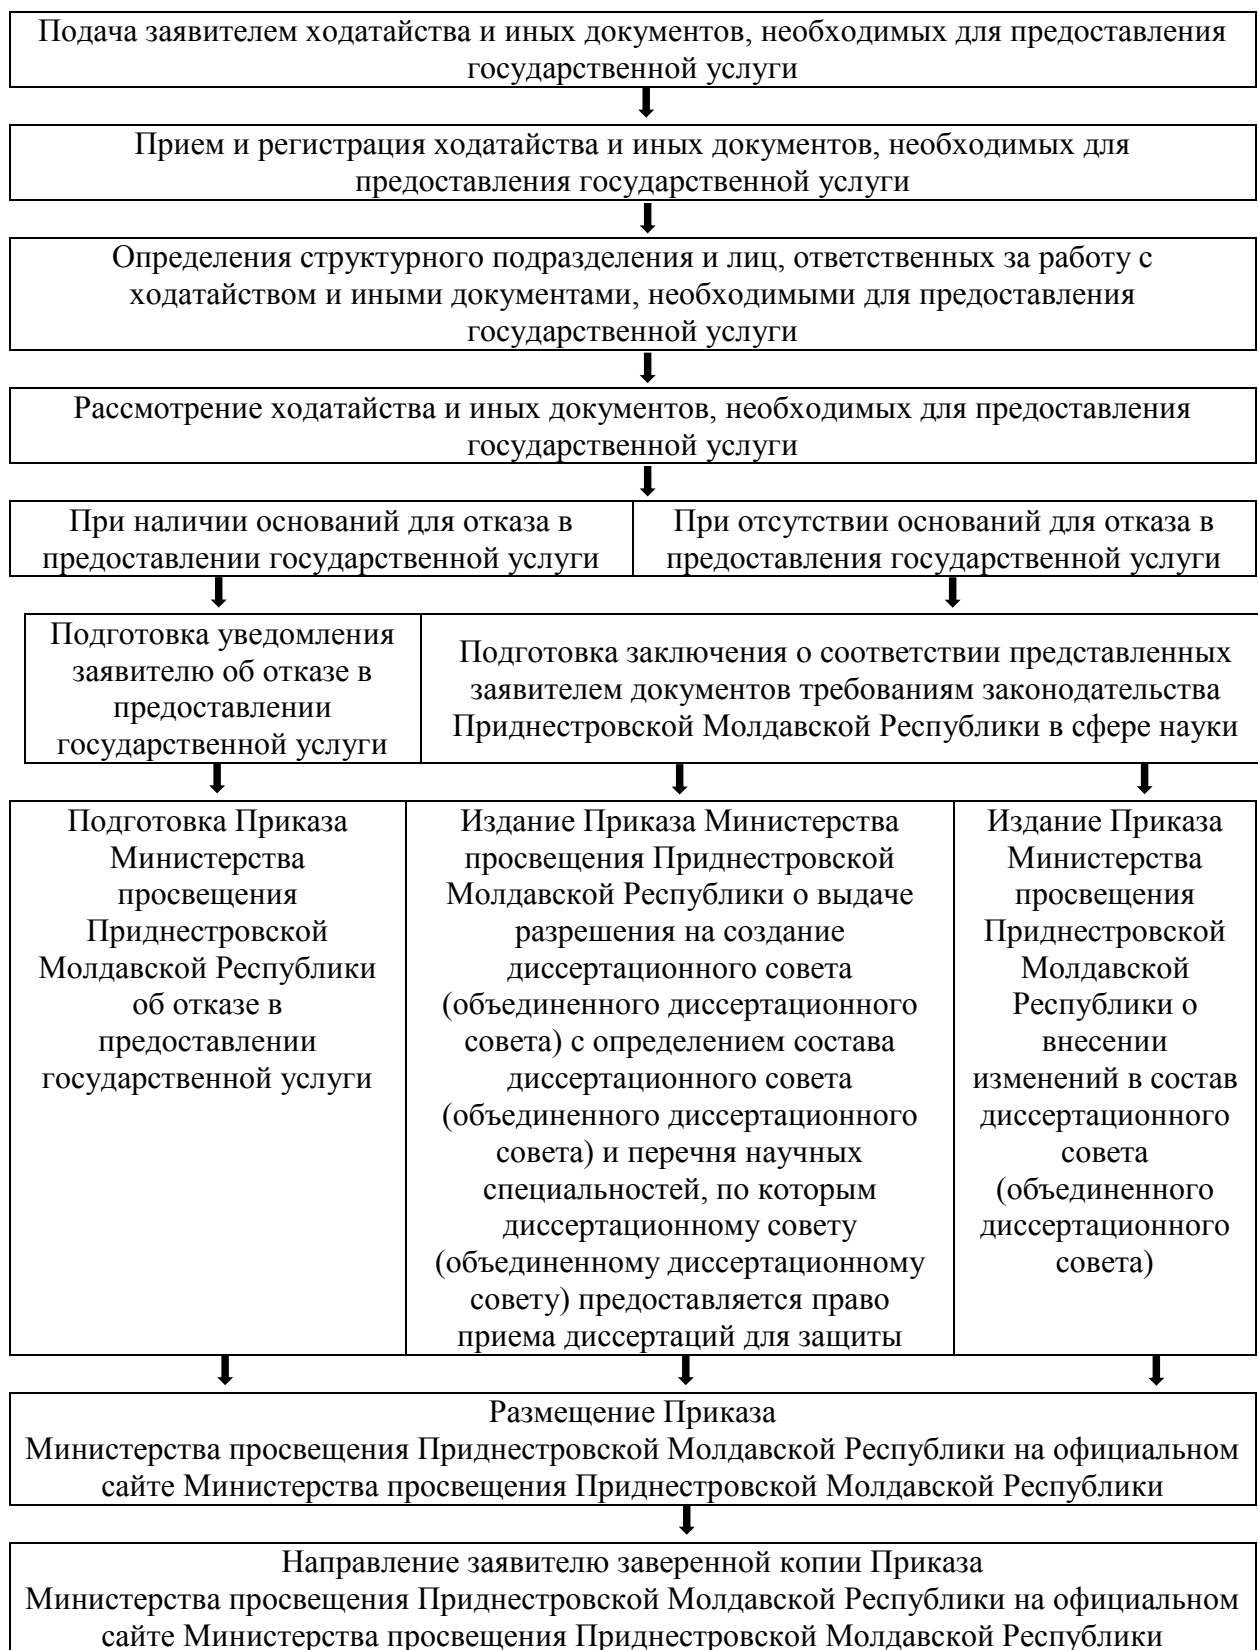 Подача заявителем ходатайства и иных документов, необходимых для предоставления
государственной услуги
Прием и регистрация ходатайства и иных документов, необходимых для
предоставления государственной услуги
Определения структурного подразделения и лиц, ответственных за работу с
ходатайством и иными документами, необходимыми для предоставления
государственной услуги
Рассмотрение ходатайства и иных документов, необходимых для предоставления
государственной услуги
При наличии оснований для отказа в
предоставлении государственной услуги
При отсутствии оснований для отказа в
предоставления государственной услуги
Подготовка уведомления
заявителю об отказе в
предоставлении
государственной услуги
Подготовка заключения о соответствии представленных
заявителем документов требованиям законодательства
Приднестровской Молдавской Республики в сфере науки
Подготовка Приказа
Министерства
просвещения
Приднестровской
Молдавской Республики
об отказе в
предоставлении
государственной услуги
Издание Приказа Министерства
просвещения Приднестровской
Молдавской Республики о выдаче
разрешения на создание
диссертационного совета
(объединенного диссертационного
совета) с определением состава
диссертационного совета
(объединенного диссертационного
совета) и перечня научных
специальностей, по которым
диссертационному совету
(объединенному диссертационному
совету) предоставляется право
приема диссертаций для защиты
Издание Приказа
Министерства
просвещения
Приднестровской
Молдавской
Республики о
внесении
изменений в состав
диссертационного
совета
(объединенного
диссертационного
совета)
Размещение Приказа
Министерства просвещения Приднестровской Молдавской Республики на официальном
сайте Министерства просвещения Приднестровской Молдавской Республики
Направление заявителю заверенной копии Приказа
Министерства просвещения Приднестровской Молдавской Республики на официальном
сайте Министерства просвещения Приднестровской Молдавской Республики